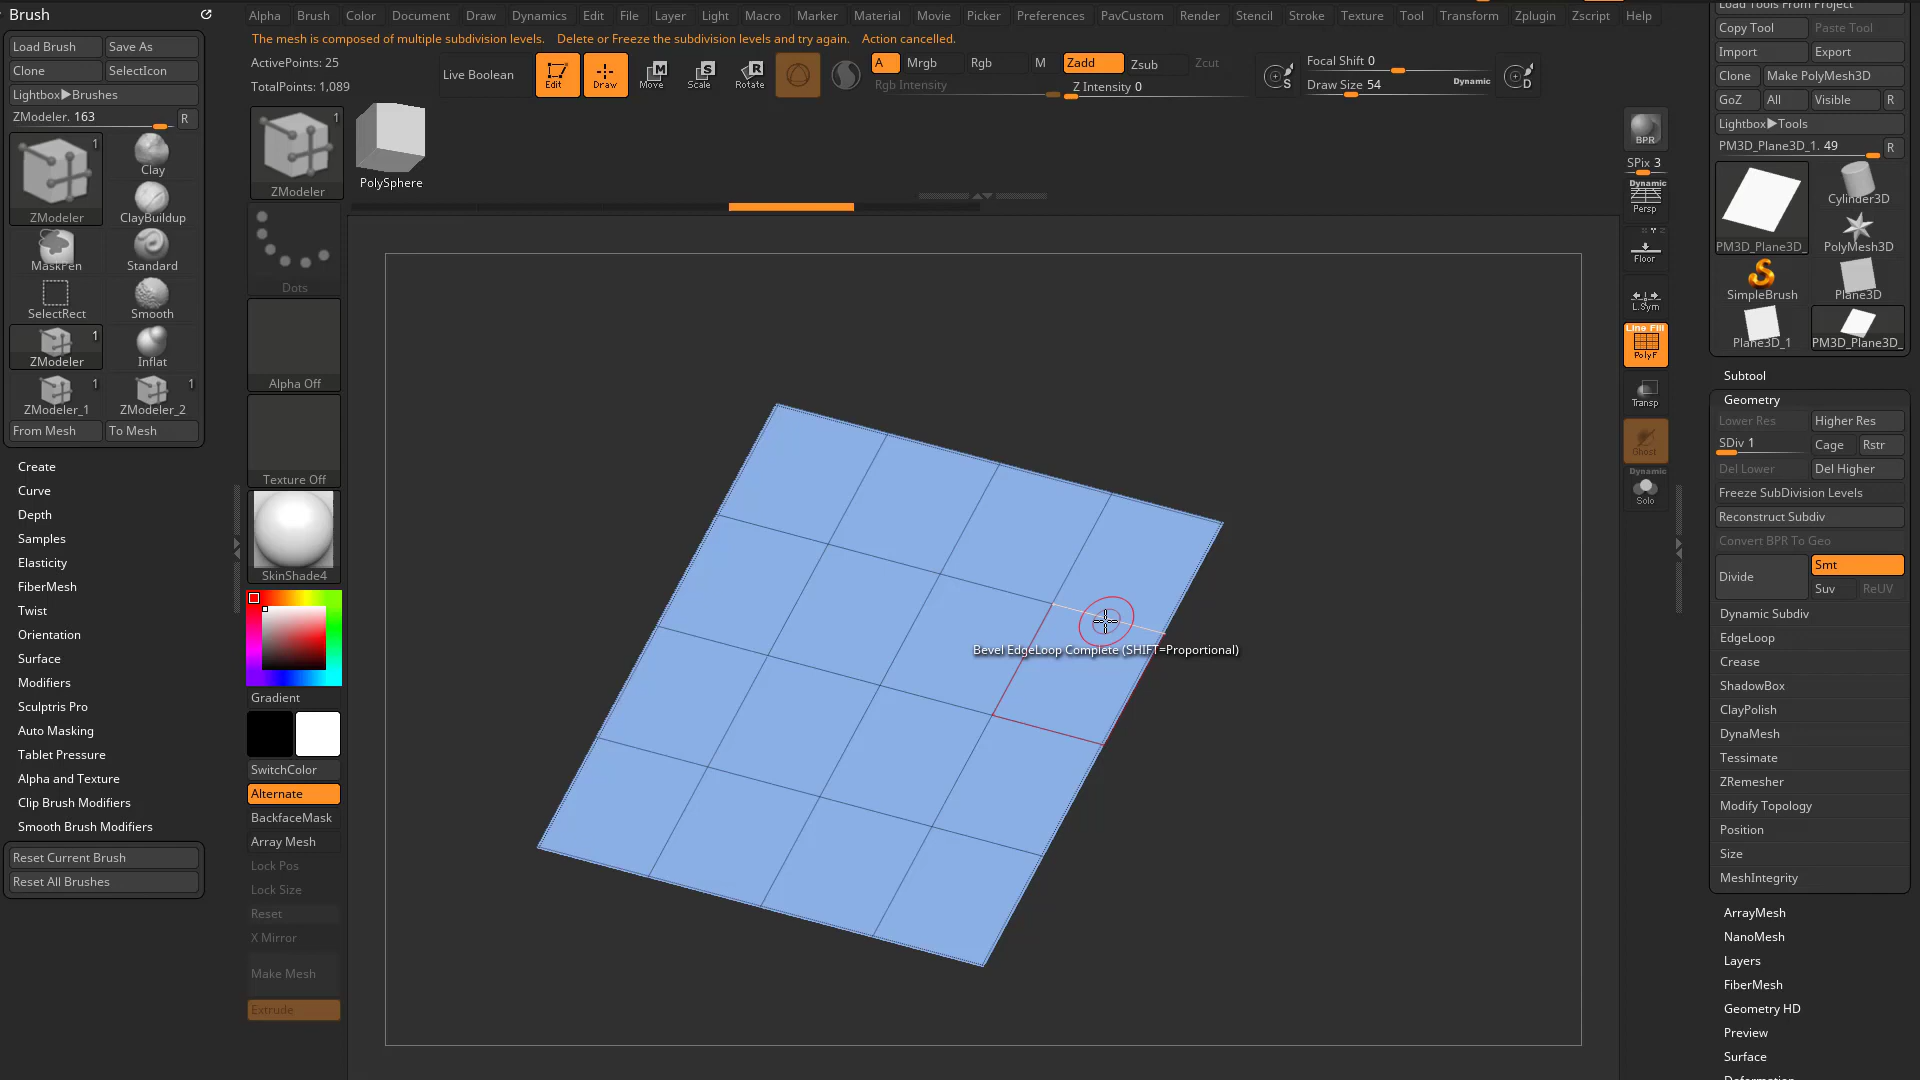 Brush
Load Brush
Save As
Clone
SelectIcon
Lightbox▶Brushes
ZModeler. 163
R
1
ZModeler
Clay
ClayBuildup
MaskPen
Standard
SelectRect
Smooth
1
ZModeler
Inflat
1
ZModeler_1
1
ZModeler_2
From Mesh
To Mesh
Create
Curve
Depth
Samples
Elasticity
FiberMesh
Twist
Orientation
Surface
Modifiers
Sculptris Pro
Auto Masking
Tablet Pressure
Alpha and Texture
Clip Brush Modifiers
Smooth Brush Modifiers
Reset Current Brush
Reset All Brushes
Alpha Brush Color Document Draw Dynamics Edit File Layer Light Macro Marker Material Movie Picker Preferences PavCustom Render Stencil Stroke Texture Tool Transform Zplugin Zscript Help
The mesh is composed of multiple subdivision levels. Delete or Freeze the subdivision levels and try again. Action cancelled.
ActivePoints: 25
TotalPoints: 1,089
Live Boolean
Edit
Draw
Move
Scale
Rotate
A
Mrgb
Rgb
M
Zadd
Zsub
Zcut
Rgb Intensity
Z Intensity 0
S
Focal Shift 0
Draw Size 54
Dynamic
D
1
ZModeler
PolySphere
Dots
Alpha Off
Texture Off
SkinShade4
Gradient
SwitchColor
Alternate
BackfaceMask
Array Mesh
Lock Pos
Lock Size
Reset
X Mirror
Make Mesh
Extrude
Bevel EdgeLoop Complete (SHIFT=Proportional)
BPR
SPix 3
Dynamic
Persp
Floor
L.Sym
Line Fill
PolyF
Transp
Ghost
Dynamic
Solo
Load Tools From Project
Copy Tool
Paste Tool
Import
Export
Clone
Make PolyMesh3D
GoZ
All
Visible
R
Lightbox▶Tools
PM3D_Plane3D_1. 49
R
PM3D_Plane3D_
Cylinder3D
PolyMesh3D
SimpleBrush
Plane3D
Plane3D_1
PM3D_Plane3D_
Subtool
Geometry
Lower Res
Higher Res
SDiv 1
Cage
Rstr
Del Lower
Del Higher
Freeze SubDivision Levels
Reconstruct Subdiv
Convert BPR To Geo
Divide
Smt
Suv
ReUV
Dynamic Subdiv
EdgeLoop
Crease
ShadowBox
ClayPolish
DynaMesh
Tessimate
ZRemesher
Modify Topology
Position
Size
MeshIntegrity
ArrayMesh
NanoMesh
Layers
FiberMesh
Geometry HD
Preview
Surface